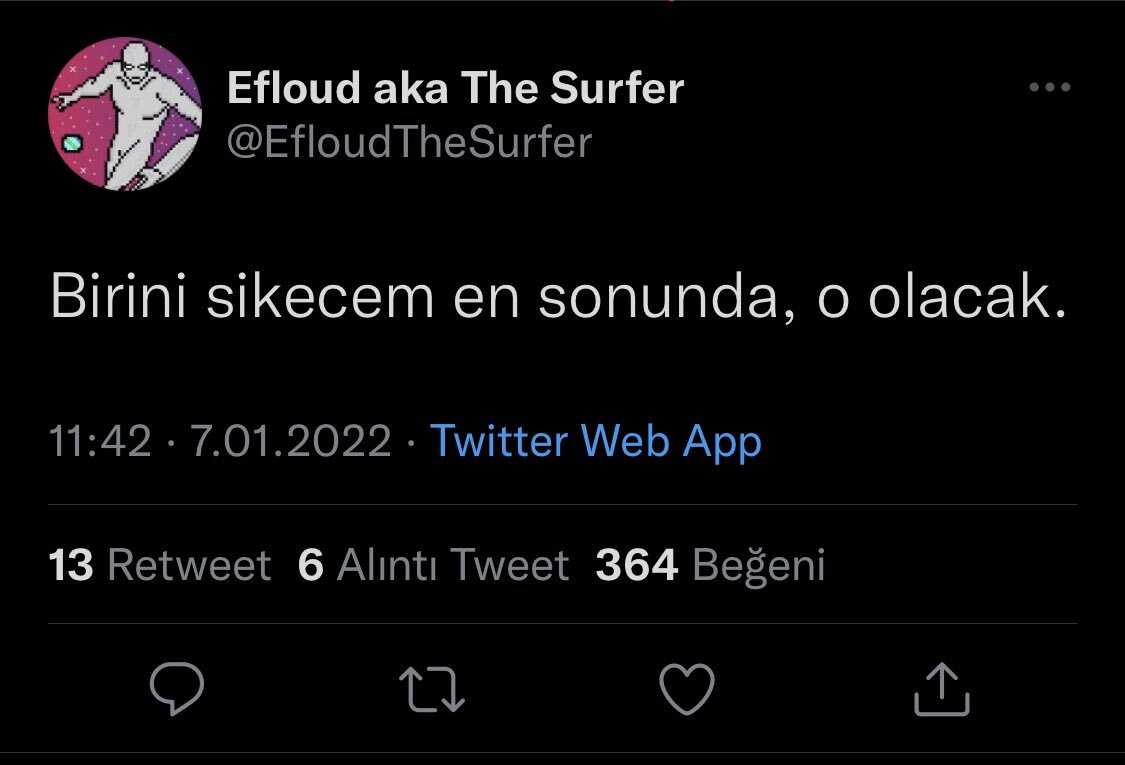 Efloud aka The Surfer
@EfloudTheSurfer
Birini sikecem en sonunda, o olacak.
11:42 · 7.01.2022 · Twitter Web App
13 Retweet 6 Alıntı Tweet 364 Beğeni